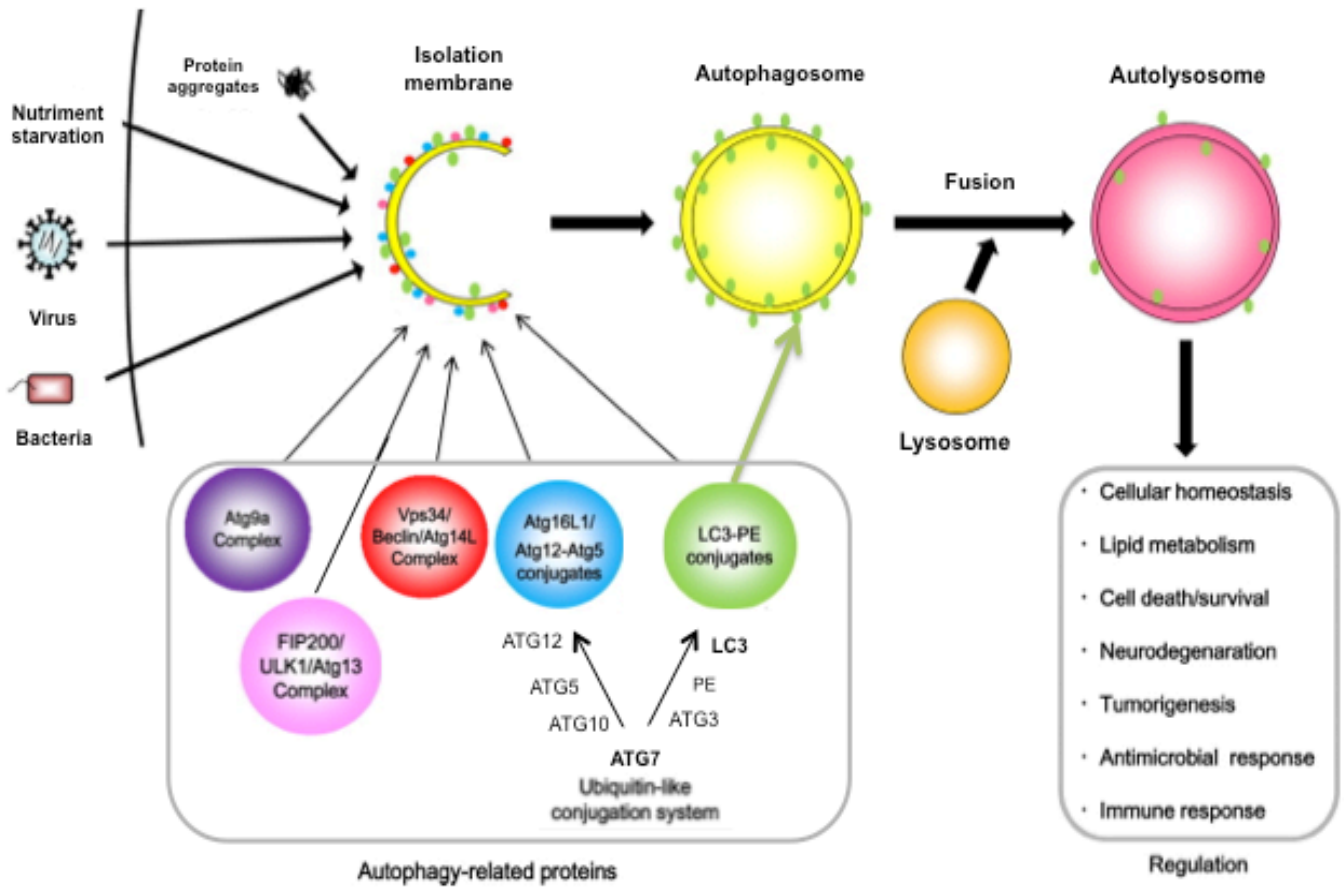 Protein
aggregates
Nutriment
starvation
Virus
Bacteria
Isolation
membrane
Autophagosome
Fusion
Lysosome
Autolysosome
Atg9a
Complex
FIP200/
ULK1/Atg13
Complex
Vps34/
Beclin/Atg14L
Complex
Atg16L1/
Atg12-Atg5
conjugates
LC3-PE
conjugates
ATG12
ATG5
ATG10
LC3
PE
ATG3
ATG7
Ubiquitin-like
conjugation system
Autophagy-related proteins
· Cellular homeostasis
· Lipid metabolism
· Cell death/survival
· Neurodegenaration
· Tumorigenesis
· Antimicrobial response
· Immune response
Regulation